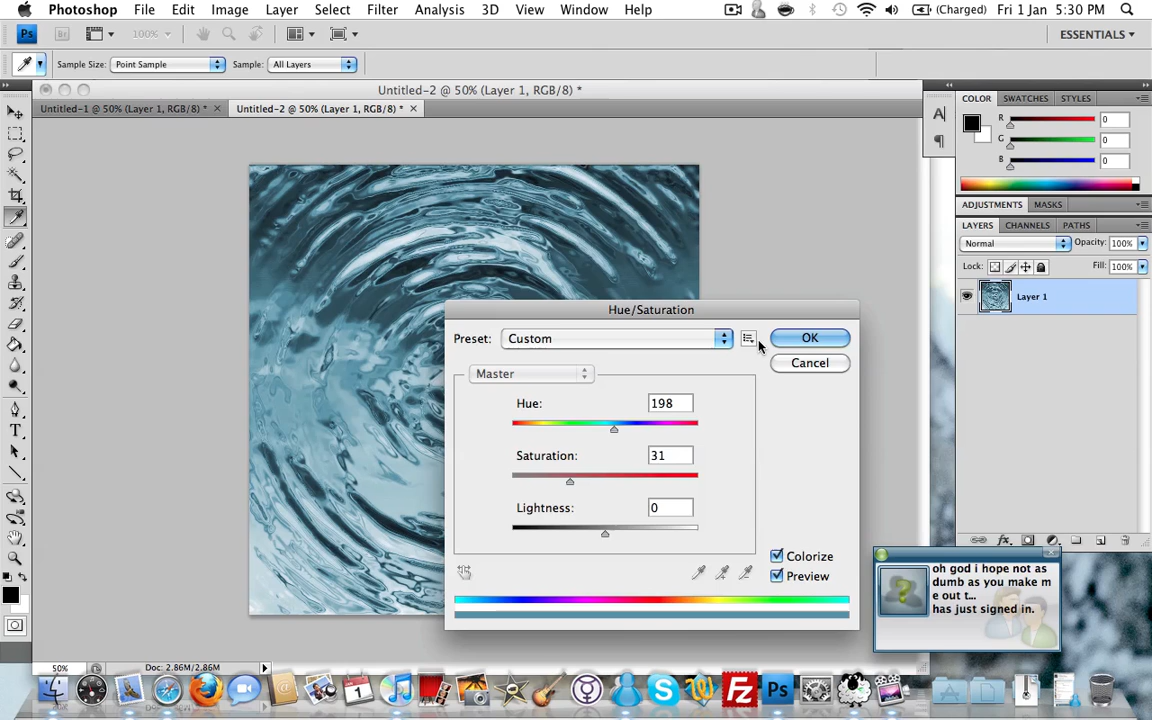 Photoshop File Edit Image Layer Select Filter Analysis 3D View Window Help (Charged) Fri 1 Jan 5:30 PM
Ps Br 100% ESSENTIALS
Sample Size: Point Sample Sample: All Layers
Untitled-2 @ 50% (Layer 1, RGB/8) *
Untitled-1 @ 50% (Layer 1, RGB/8) * Untitled-2 @ 50% (Layer 1, RGB/8) *
COLOR SWATCHES STYLES
R 0
G 0
B 0
ADJUSTMENTS MASKS
LAYERS CHANNELS PATHS
Normal Opacity: 100%
Lock: Fill: 100%
Layer 1
Hue/Saturation
Preset: Custom OK
Cancel
Master
Hue: 198
Saturation: 31
Lightness: 0
Colorize
Preview
oh god i hope not as
dumb as you make m
e out t...
has just signed in.
50% Doc: 2.86M/2.86M